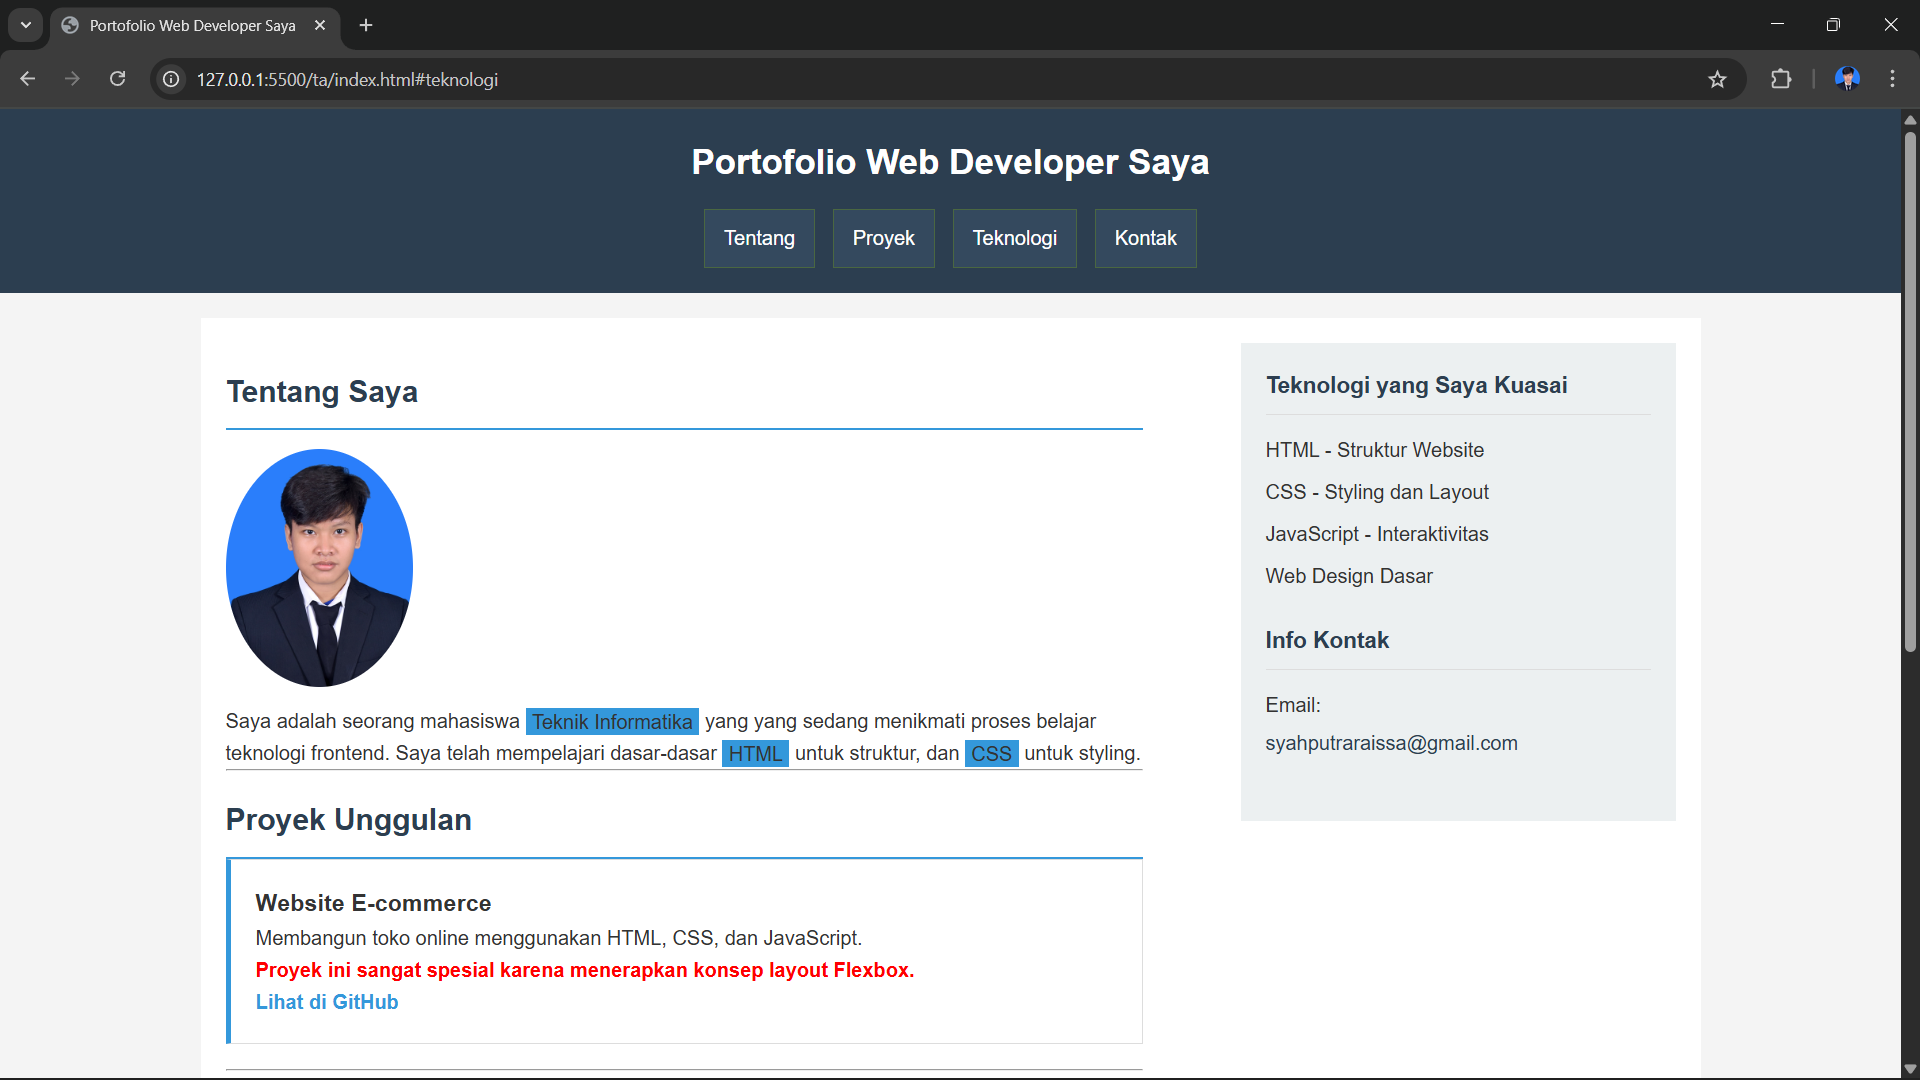 Portofolio Web Developer Saya
127.0.0.1:5500/ta/index.html#teknologi
Portofolio Web Developer Saya
Tentang
Proyek
Teknologi
Kontak
Tentang Saya
Saya adalah seorang mahasiswa Teknik Informatika yang yang sedang menikmati proses belajar
teknologi frontend. Saya telah mempelajari dasar-dasar HTML untuk struktur, dan CSS untuk styling.
Proyek Unggulan
Website E-commerce
Membangun toko online menggunakan HTML, CSS, dan JavaScript.
Proyek ini sangat spesial karena menerapkan konsep layout Flexbox.
Lihat di GitHub
Teknologi yang Saya Kuasai
HTML - Struktur Website
CSS - Styling dan Layout
JavaScript - Interaktivitas
Web Design Dasar
Info Kontak
Email:
syahputraraissa@gmail.com